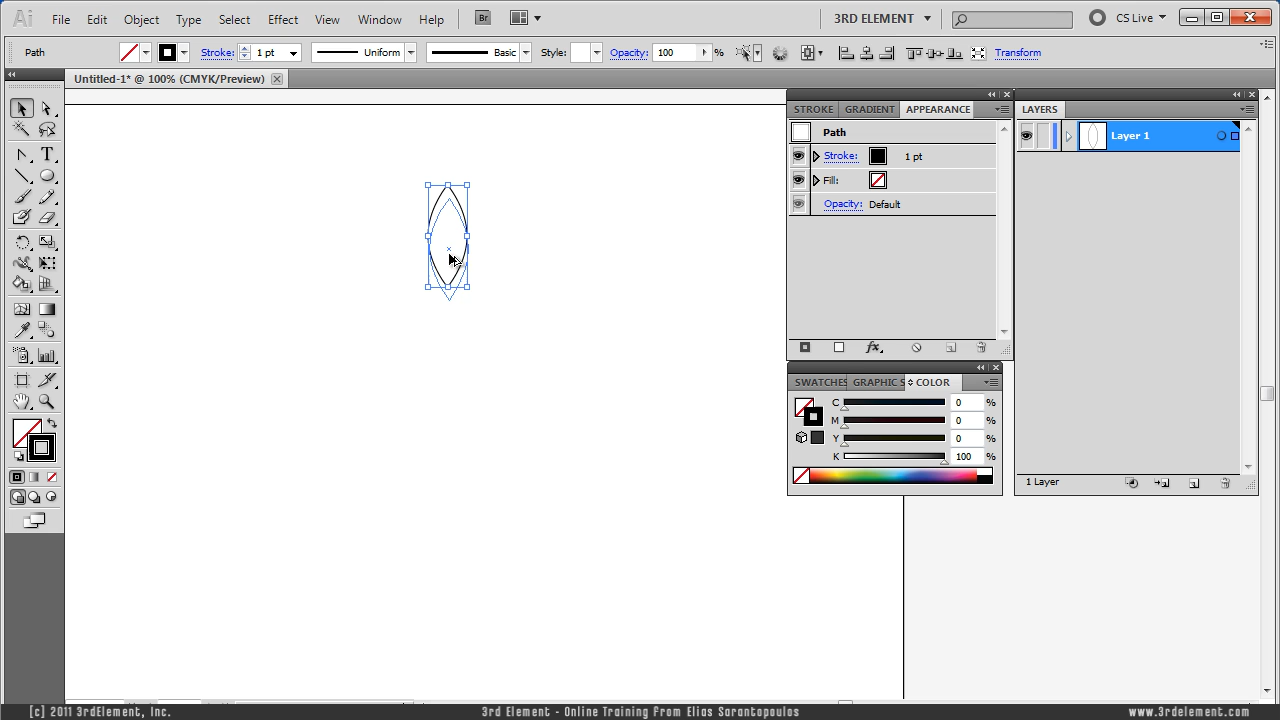 Ai File Edit Object Type Select Effect View Window Help Br 3RD ELEMENT CS Live
Path Stroke: 1 pt Uniform Basic Style: Opacity: 100 % Transform
Untitled-1* @ 100% (CMYK/Preview)
STROKE GRADIENT APPEARANCE
Path
Stroke: 1 pt
Fill:
Opacity: Default
fx
SWATCHES GRAPHIC S COLOR
C 0 %
M 0 %
Y 0 %
K 100 %
LAYERS
Layer 1
1 Layer
T
[c] 2011 3rdElement, Inc. 3rd Element - Online Training From Elias Sarantopoulos www.3rdelement.com